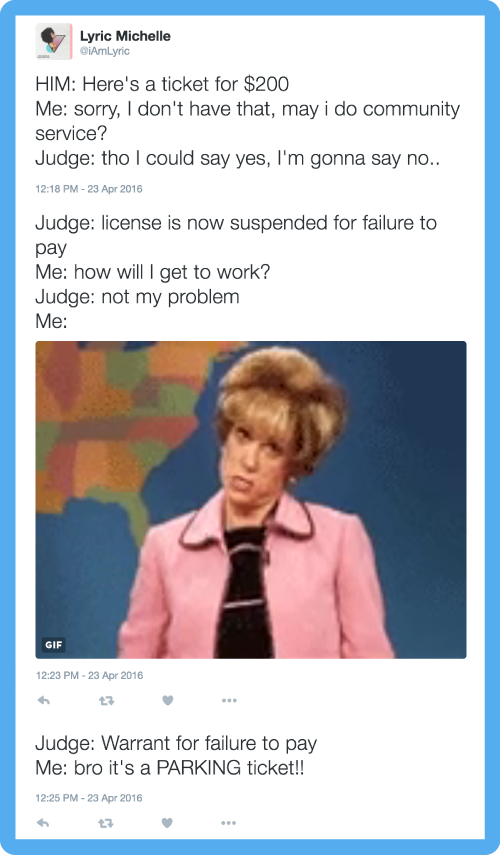 Lyric Michelle
@iAmLyric
HIM: Here's a ticket for $200
Me: sorry, I don't have that, may i do community
service?
Judge: tho I could say yes, I'm gonna say no..
12:18 PM - 23 Apr 2016
Judge: license is now suspended for failure to
pay
Me: how will I get to work?
Judge: not my problem
Me:
GIF
12:23 PM - 23 Apr 2016
Judge: Warrant for failure to pay
Me: bro it's a PARKING ticket!!
12:25 PM - 23 Apr 2016